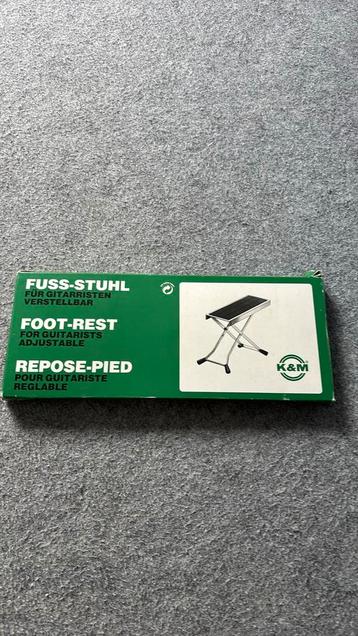 FUSS-STUHL
FÜR GITARRISTEN
VERSTELLBAR
FOOT-REST
FOR GUITARISTS
ADJUSTABLE
REPOSE-PIED
POUR GUITARISTE
REGLABLE
K&M